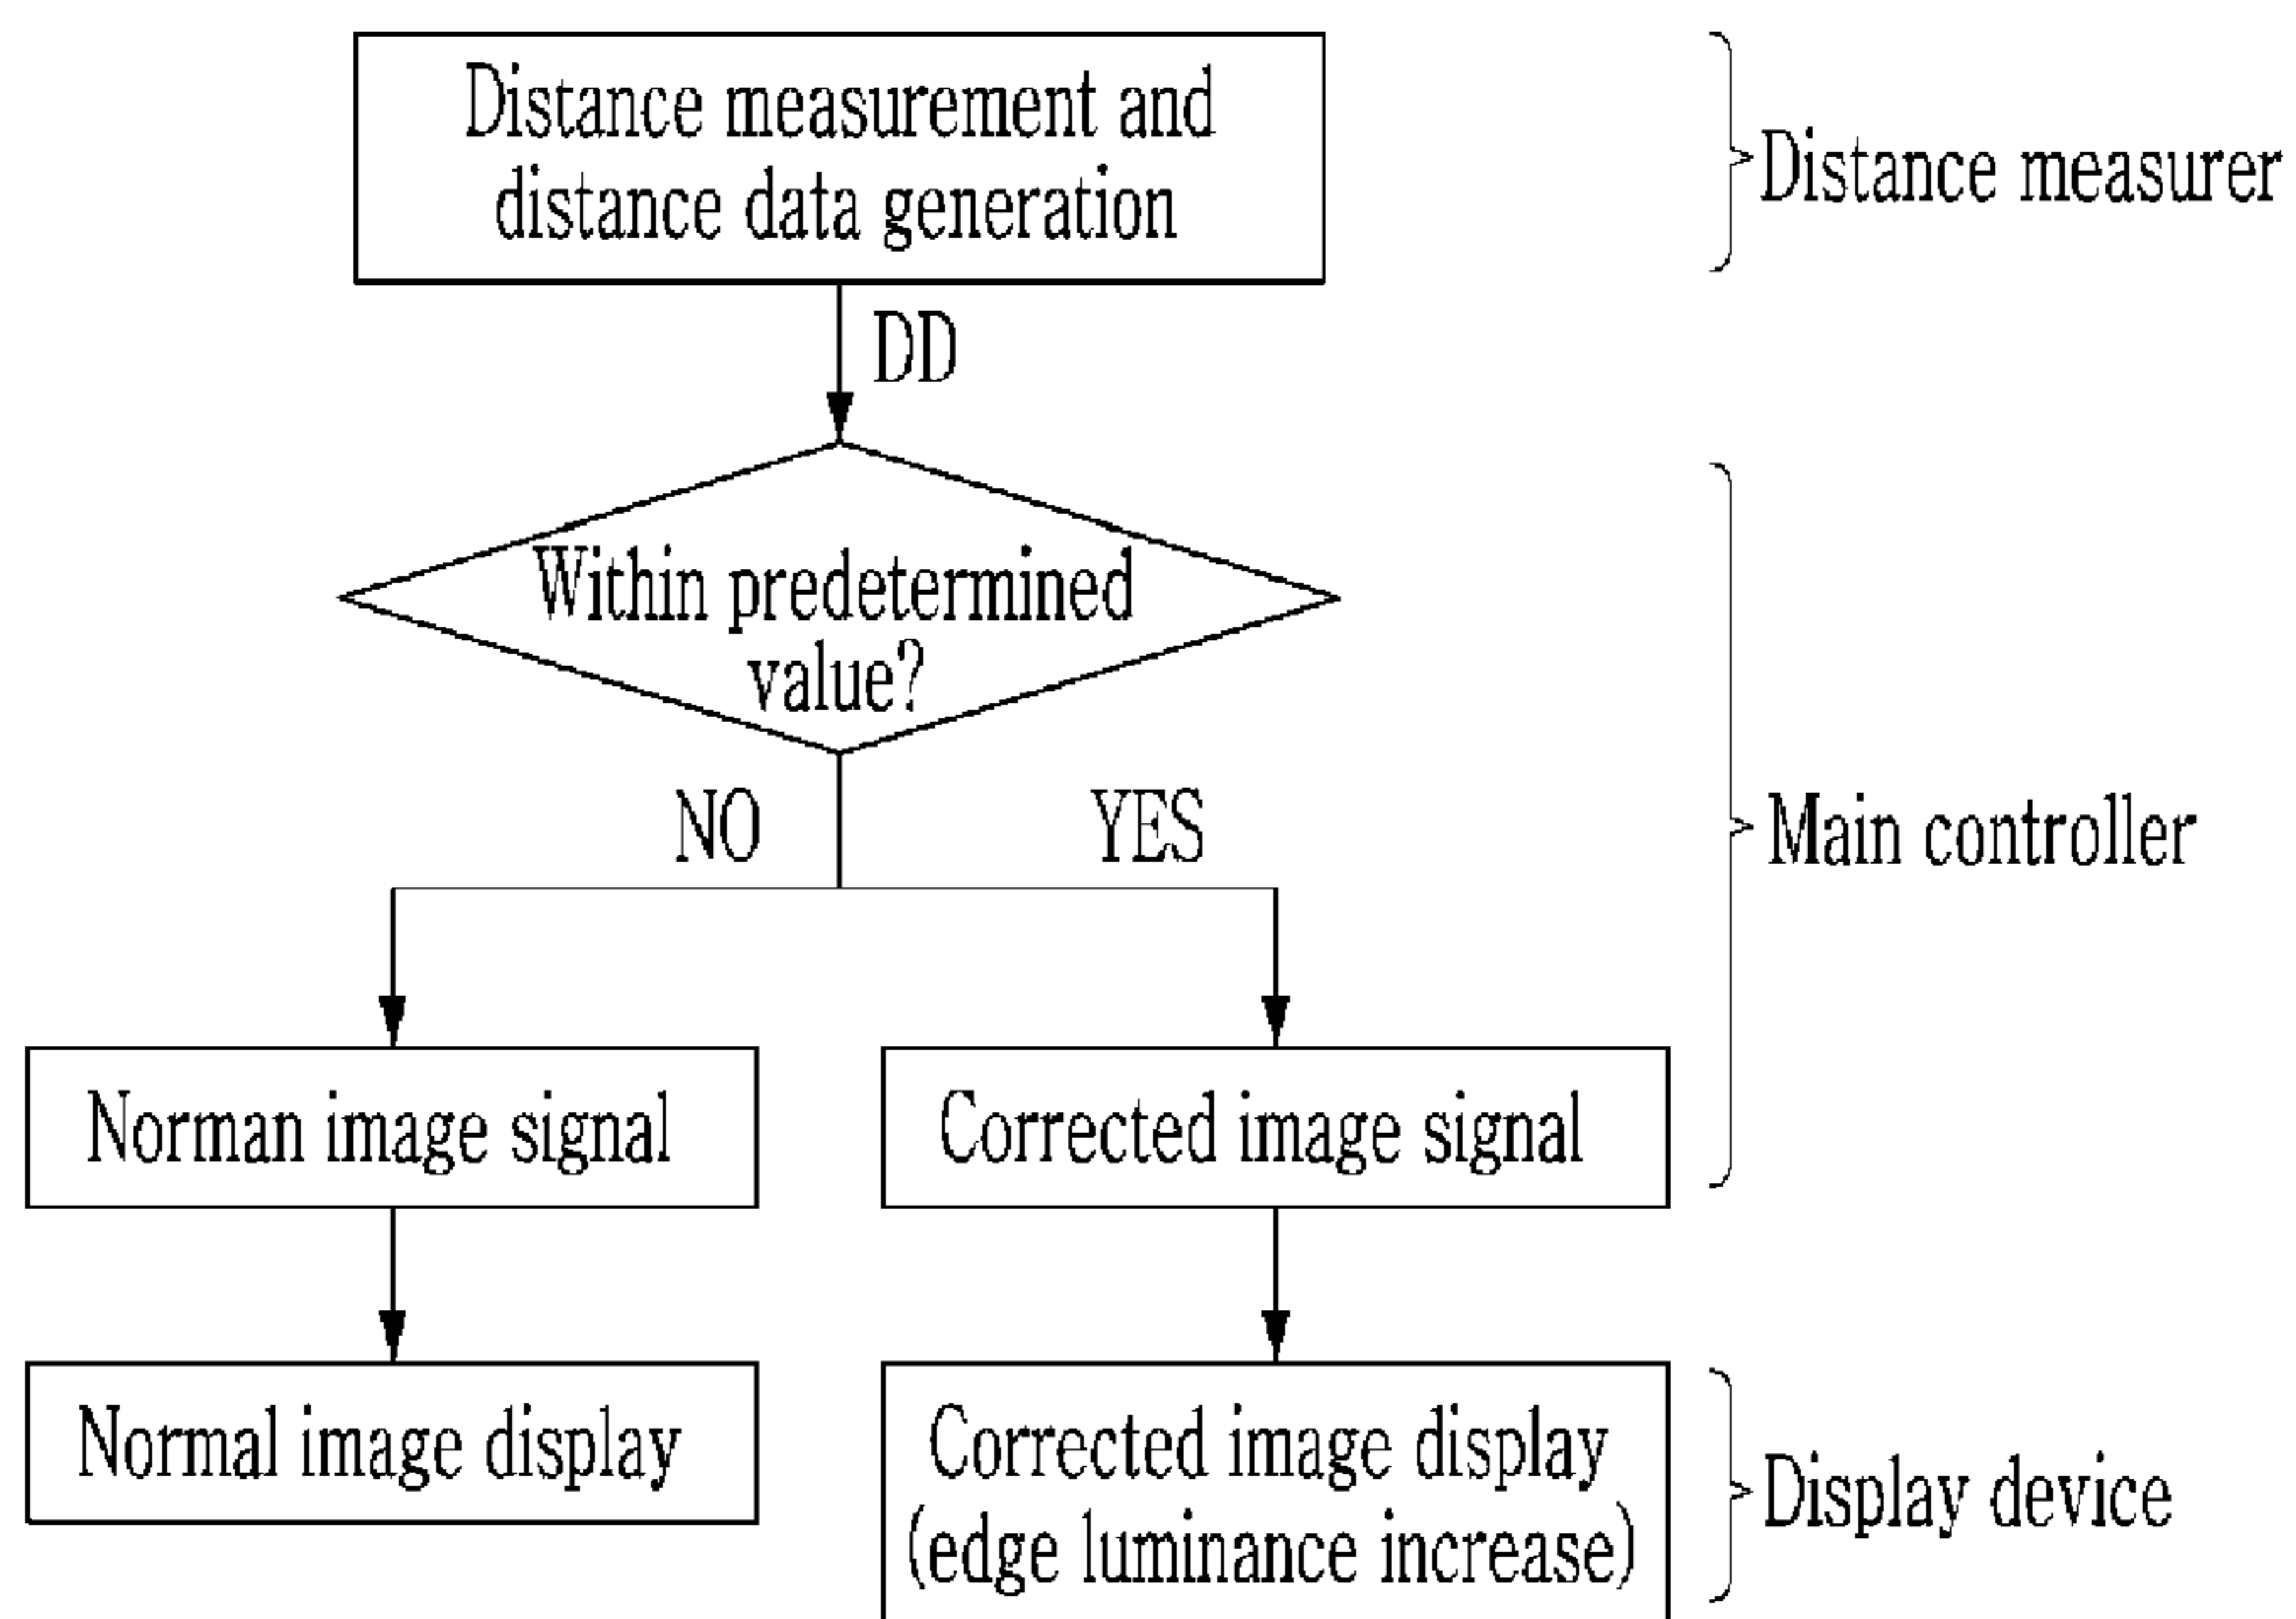 Distance measurement and
distance data generation
Distance measurer
DD
Within predetermined
value?
NO
YES
Main controller
Norman image signal
Corrected image signal
Normal image display
Corrected image display
(edge luminance increase)
Display device